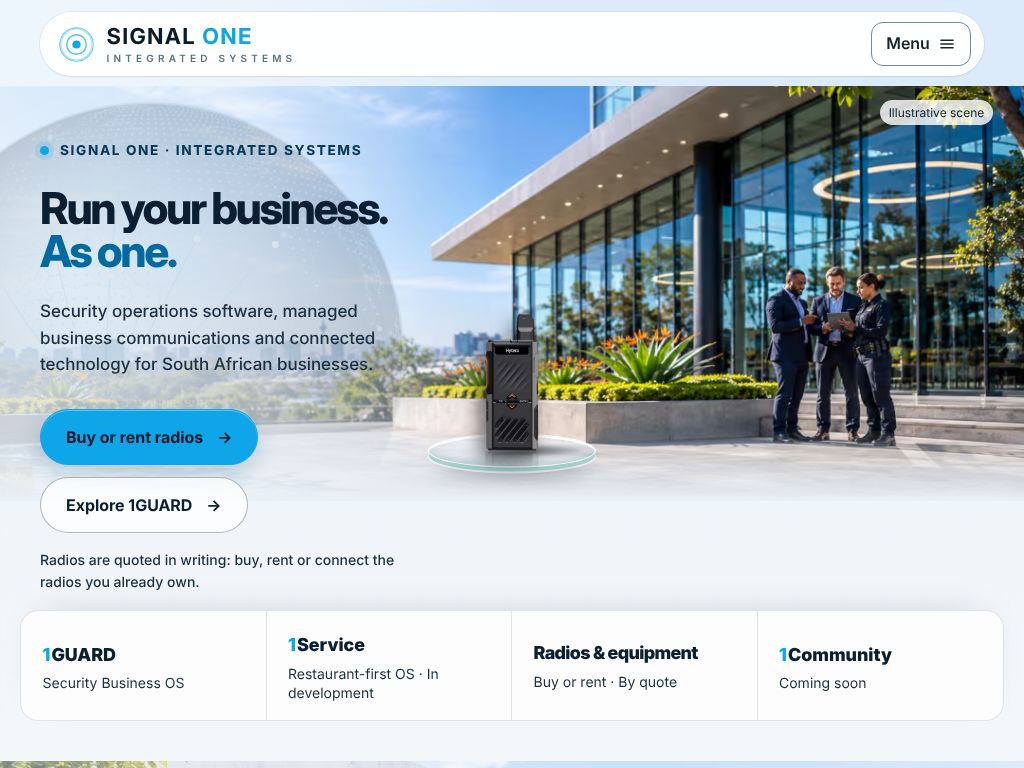 SIGNAL ONE
INTEGRATED SYSTEMS
Menu
Illustrative scene
SIGNAL ONE · INTEGRATED SYSTEMS
Run your business.
As one.
Security operations software, managed
business communications and connected
technology for South African businesses.
Hytera
Buy or rent radios →
Explore 1GUARD →
Radios are quoted in writing: buy, rent or connect the
radios you already own.
1GUARD
Security Business OS
1Service
Restaurant-first OS · In
development
Radios & equipment
Buy or rent · By quote
1Community
Coming soon